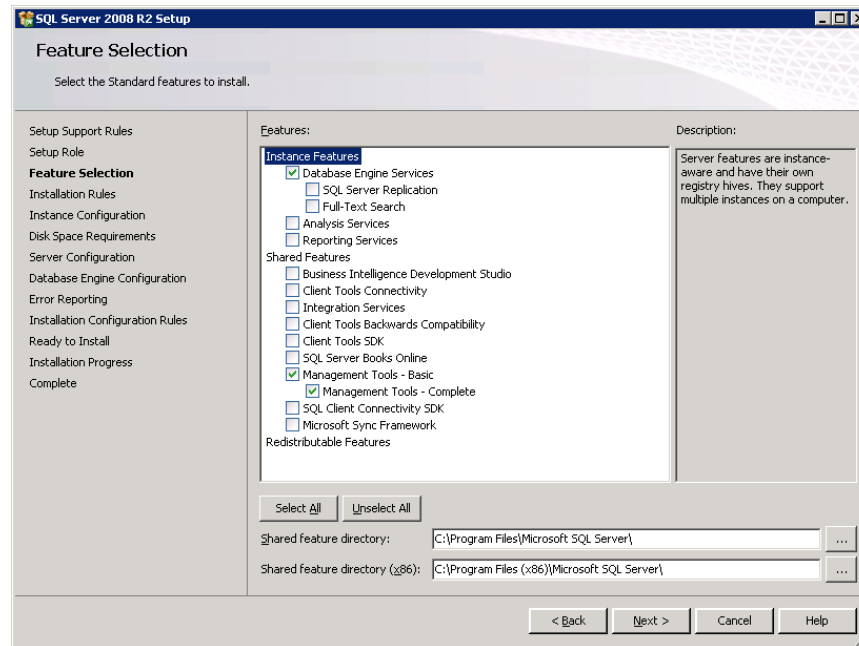 SQL Server 2008 R2 Setup
Feature Selection
Select the Standard features to install.
Setup Support Rules
Setup Role
Feature Selection
Installation Rules
Instance Configuration
Disk Space Requirements
Server Configuration
Database Engine Configuration
Error Reporting
Installation Configuration Rules
Ready to Install
Installation Progress
Complete
Features:
Instance Features
Database Engine Services
SQL Server Replication
Full-Text Search
Analysis Services
Reporting Services
Shared Features
Business Intelligence Development Studio
Client Tools Connectivity
Integration Services
Client Tools Backwards Compatibility
Client Tools SDK
SQL Server Books Online
Management Tools - Basic
Management Tools - Complete
SQL Client Connectivity SDK
Microsoft Sync Framework
Redistributable Features
Description:
Server features are instance-
aware and have their own
registry hives. They support
multiple instances on a computer.
Select All
Unselect All
Shared feature directory:
C:\Program Files\Microsoft SQL Server\
...
Shared feature directory (x86):
C:\Program Files (x86)\Microsoft SQL Server\
...
< Back
Next >
Cancel
Help